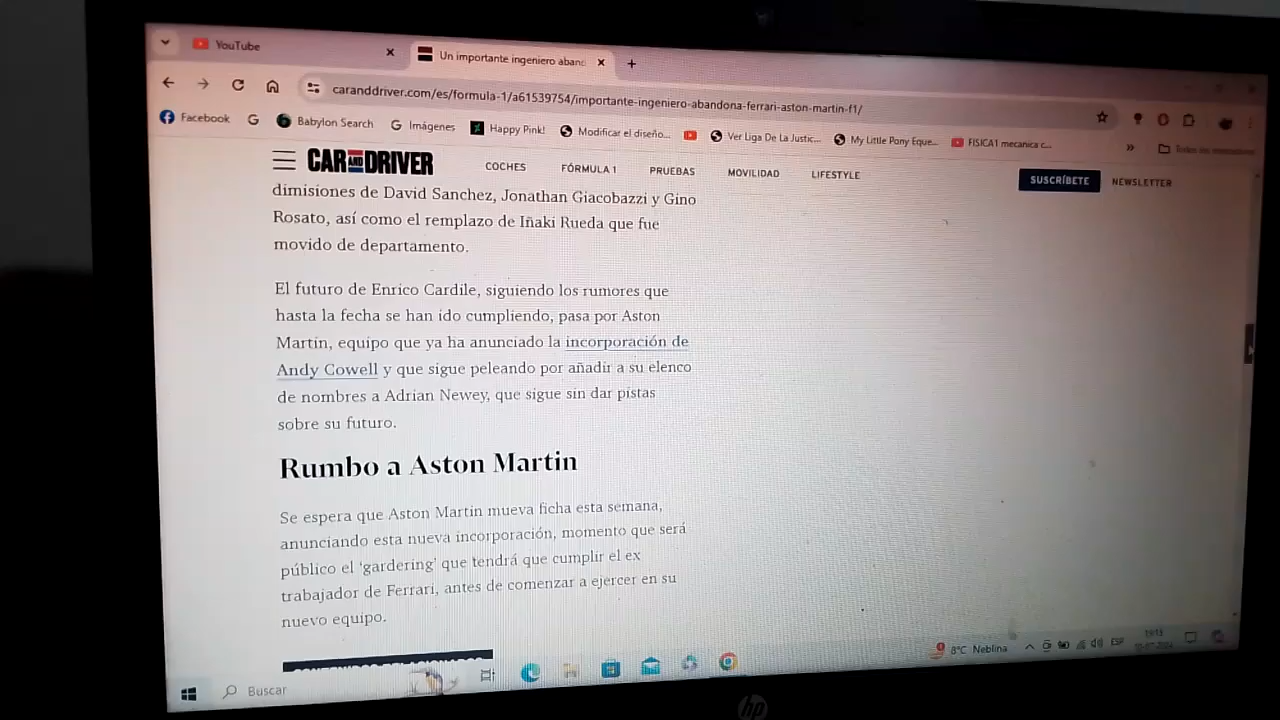 YouTube
Un importante ingeniero aban
caranddriver.com/es/formula-1/a61539754/importante-ingeniero-abandona-ferrari-aston-martin-f1/
Facebook G Babylon Search G Imágenes Happy Pink! Modificar el diseño... Ver Liga De La Justic... My Little Pony Eque... FISICA1 mecanica c... »
CAR AND DRIVER COCHES FÓRMULA 1 PRUEBAS MOVILIDAD LIFESTYLE SUSCRÍBETE NEWSLETTER
dimisiones de David Sanchez, Jonathan Giacobazzi y Gino
Rosato, así como el remplazo de Iñaki Rueda que fue
movido de departamento.
El futuro de Enrico Cardile, siguiendo los rumores que
hasta la fecha se han ido cumpliendo, pasa por Aston
Martin, equipo que ya ha anunciado la incorporación de
Andy Cowell y que sigue peleando por añadir a su elenco
de nombres a Adrian Newey, que sigue sin dar pistas
sobre su futuro.
Rumbo a Aston Martin
Se espera que Aston Martin mueva ficha esta semana,
anunciando esta nueva incorporación, momento que será
público el ‘gardering’ que tendrá que cumplir el ex
trabajador de Ferrari, antes de comenzar a ejercer en su
nuevo equipo.
Buscar 8°C Neblina ESP
hp